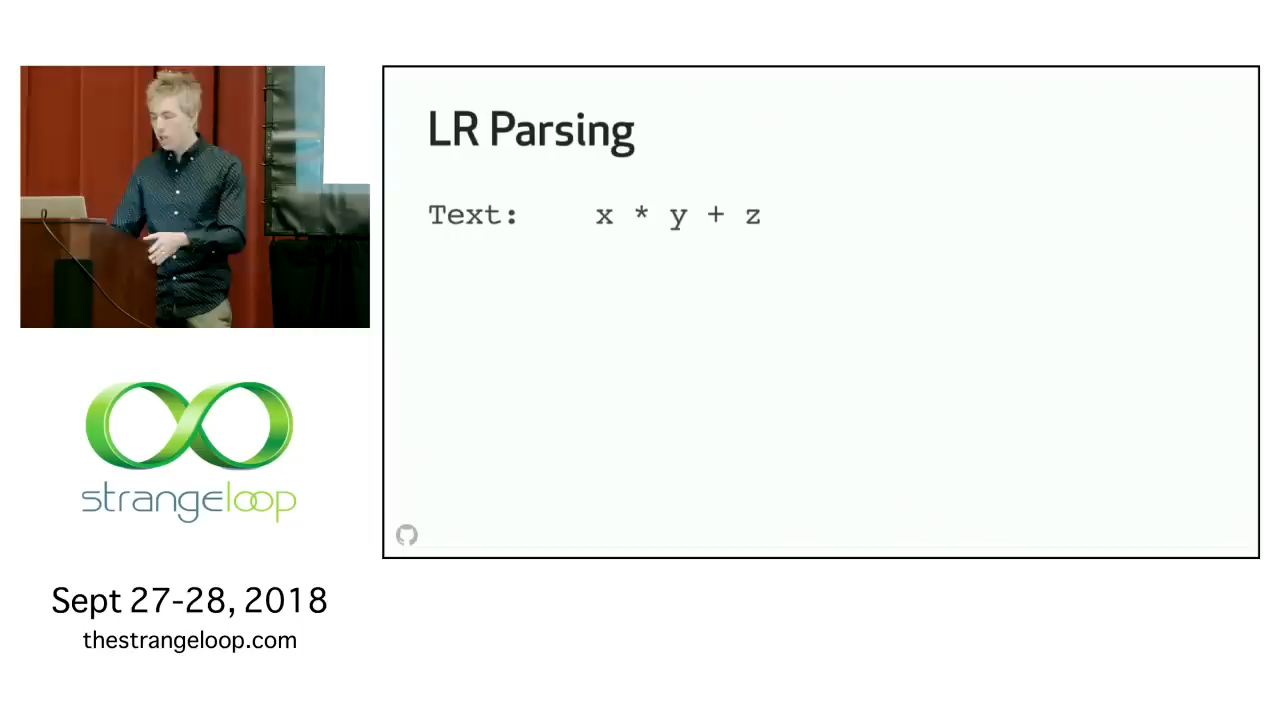 LR Parsing
Text: x * y + z
strangeloop
Sept 27-28, 2018
thestrangeloop.com